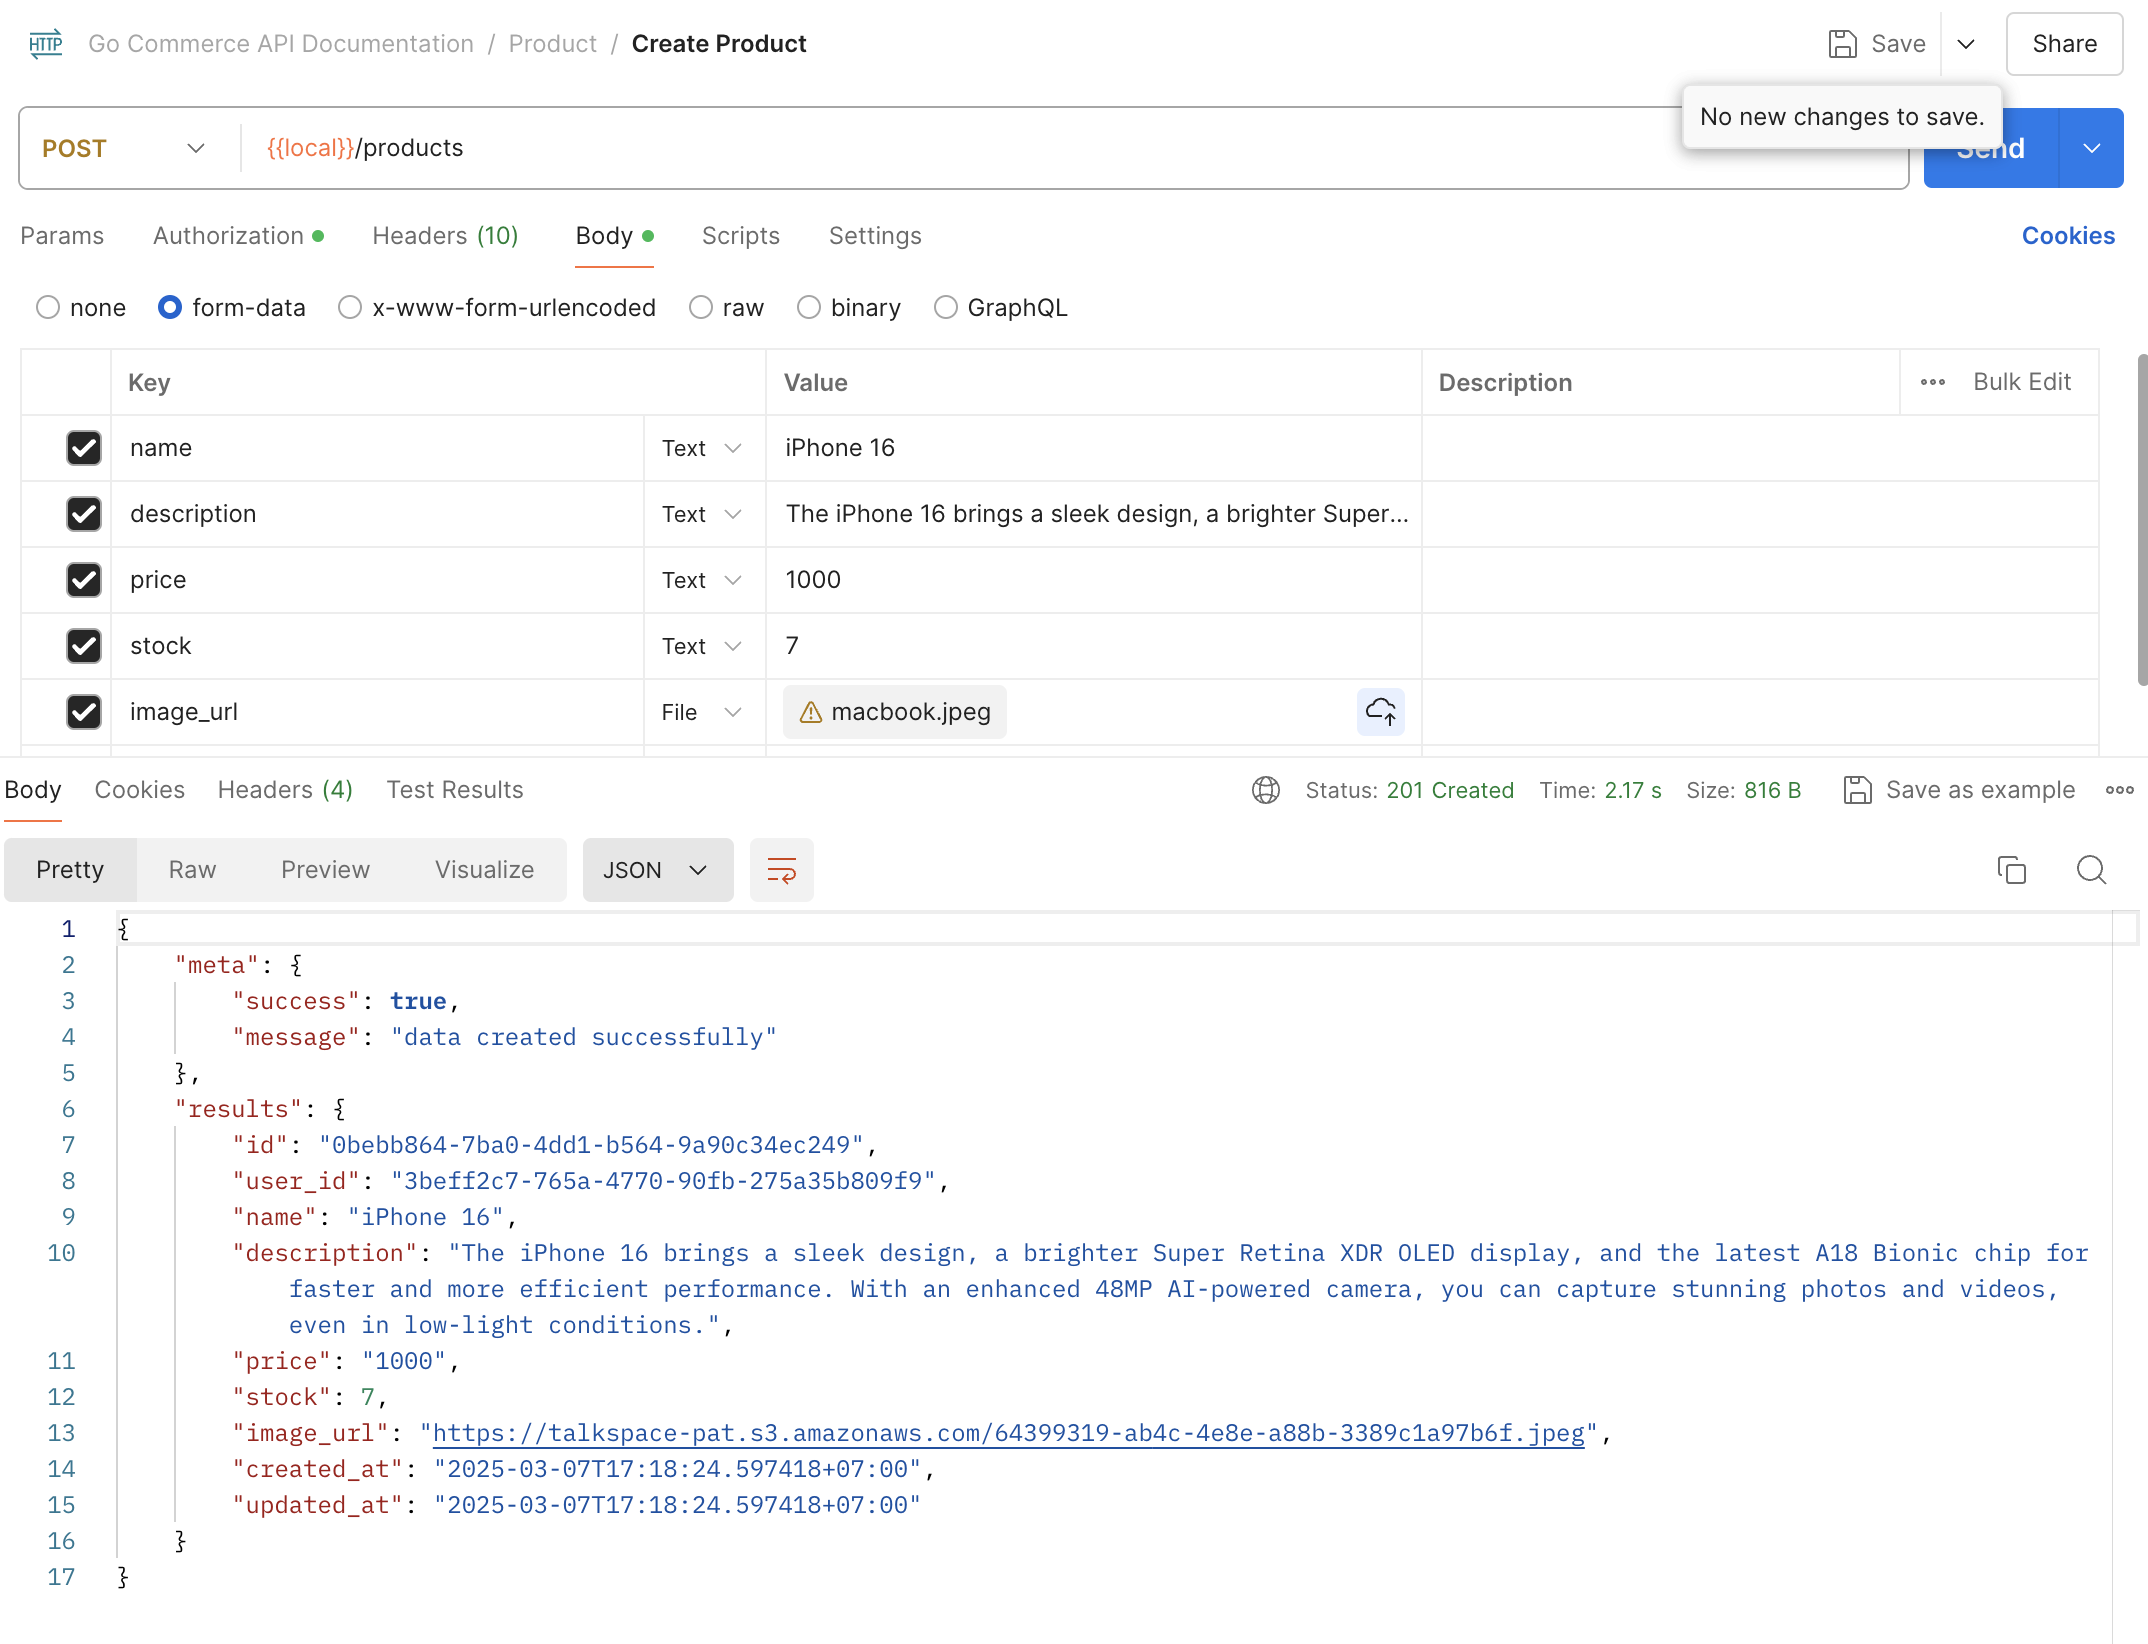 HTTP Go Commerce API Documentation / Product / Create Product Save Share
No new changes to save.
POST {{local}}/products Send
Params Authorization Headers (10) Body Scripts Settings Cookies
none form-data x-www-form-urlencoded raw binary GraphQL
Key Value Description Bulk Edit
name Text iPhone 16
description Text The iPhone 16 brings a sleek design, a brighter Super...
price Text 1000
stock Text 7
image_url File macbook.jpeg
Body Cookies Headers (4) Test Results Status: 201 Created Time: 2.17 s Size: 816 B Save as example
Pretty Raw Preview Visualize JSON
1 {
2 "meta": {
3 "success": true,
4 "message": "data created successfully"
5 },
6 "results": {
7 "id": "0bebb864-7ba0-4dd1-b564-9a90c34ec249",
8 "user_id": "3beff2c7-765a-4770-90fb-275a35b809f9",
9 "name": "iPhone 16",
10 "description": "The iPhone 16 brings a sleek design, a brighter Super Retina XDR OLED display, and the latest A18 Bionic chip for
faster and more efficient performance. With an enhanced 48MP AI-powered camera, you can capture stunning photos and videos,
even in low-light conditions.",
11 "price": "1000",
12 "stock": 7,
13 "image_url": "https://talkspace-pat.s3.amazonaws.com/64399319-ab4c-4e8e-a88b-3389c1a97b6f.jpeg",
14 "created_at": "2025-03-07T17:18:24.597418+07:00",
15 "updated_at": "2025-03-07T17:18:24.597418+07:00"
16 }
17 }